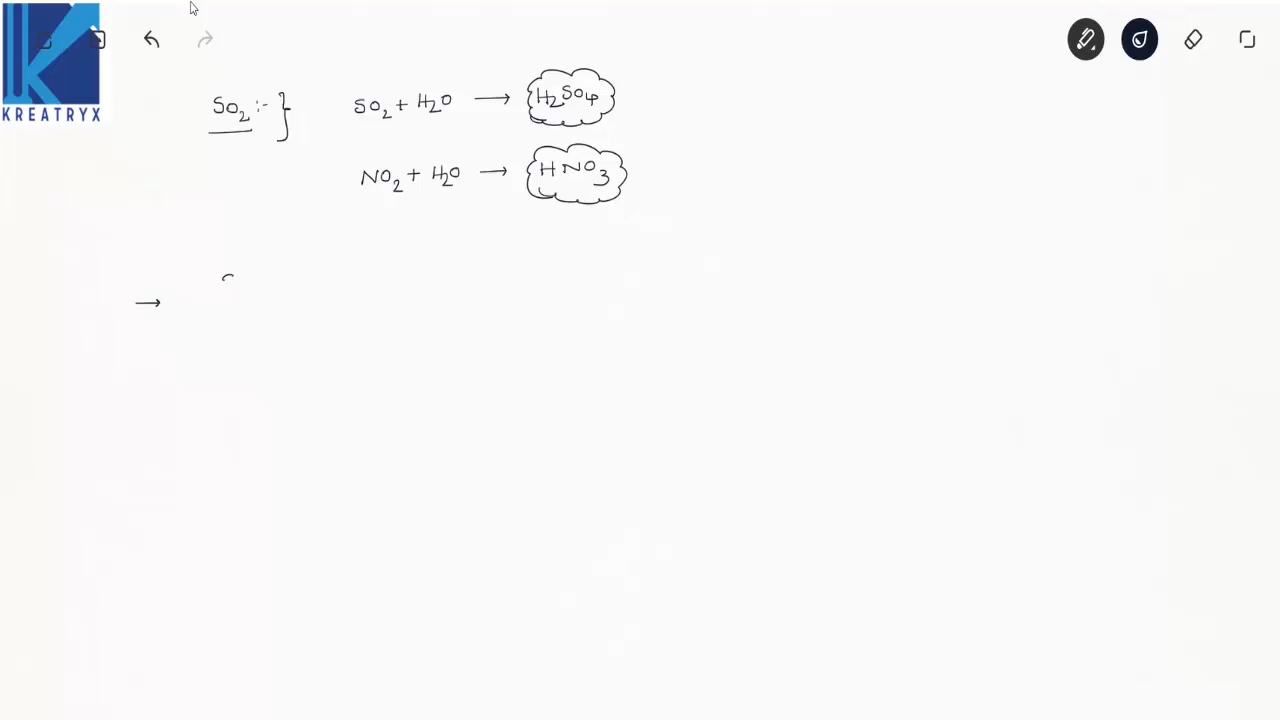 KREATRYX
SO2 :- } SO2 + H2O → H2SO4
NO2 + H2O → HNO3
→